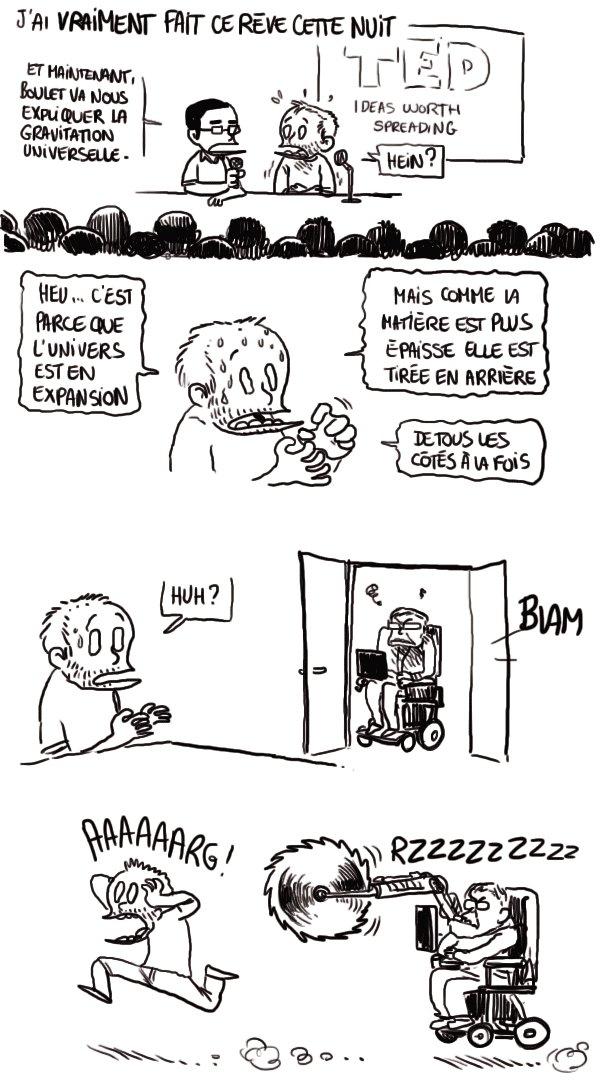 J'AI VRAIMENT FAIT CE RÊVE CETTE NUIT
TED
IDEAS WORTH
SPREADING
ET MAINTENANT,
BOULET VA NOUS
EXPLIQUER LA
GRAVITATION
UNIVERSELLE.
HEIN?
HEU... C'EST
PARCE QUE
L'UNIVERS
EST EN
EXPANSION
MAIS COMME LA
MATIÈRE EST PLUS
ÉPAISSE ELLE EST
TIRÉE EN ARRIÈRE
DE TOUS LES
CÔTÉS À LA FOIS
HUH?
BLAM
AAAAAARG!
RZZZZZZZZZZ